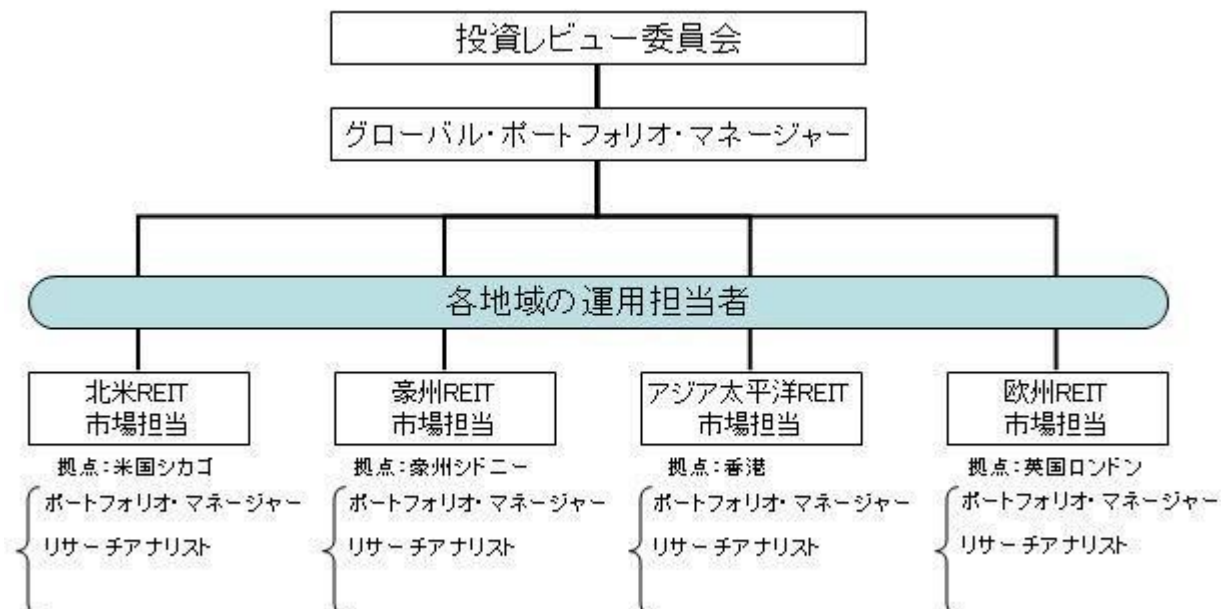 投資レビュー委員会
グローバル・ポートフォリオ・マネージャー
各地域の運用担当者
北米REIT
市場担当
豪州REIT
市場担当
アジア太平洋REIT
市場担当
欧州REIT
市場担当
拠点：米国シカゴ
拠点：豪州シドニー
拠点：香港
拠点：英国ロンドン
ポートフォリオ・マネージャー
ポートフォリオ・マネージャー
ポートフォリオ・マネージャー
ポートフォリオ・マネージャー
リサーチアナリスト
リサーチアナリスト
リサーチアナリスト
リサーチアナリスト